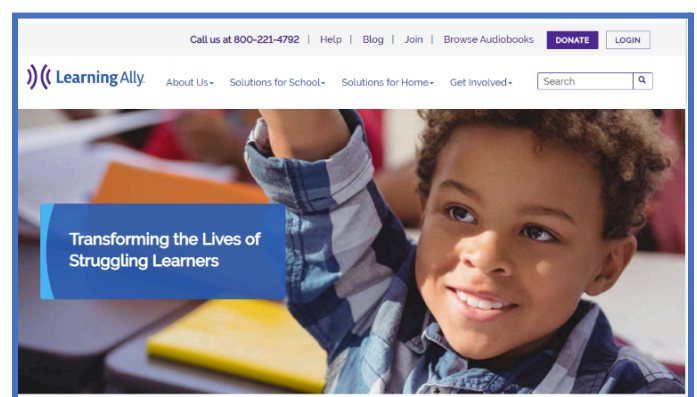 Call us at 800-221-4792 | Help | Blog | Join | Browse Audiobooks DONATE LOGIN
Learning Ally. About Us Solutions for School Solutions for Home Get Involved Search
Transforming the Lives of
Struggling Learners